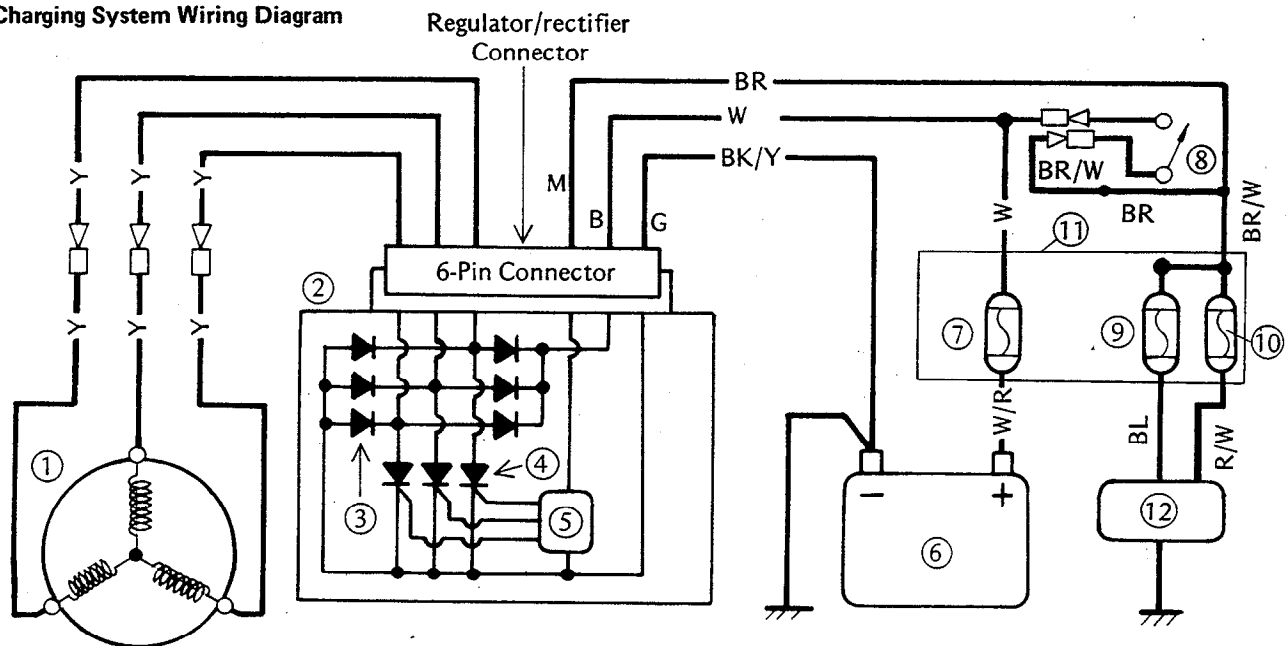 Charging System Wiring Diagram
Regulator/rectifier
Connector
BR
W
BK/Y
M
B
G
6-Pin Connector
Y
Y
Y
Y
Y
Y
BR/W
BR
BR/W
W
W/R
BL
R/W
①
②
③
④
⑤
⑥
−
+
⑦
⑧
⑨
⑩
⑪
⑫